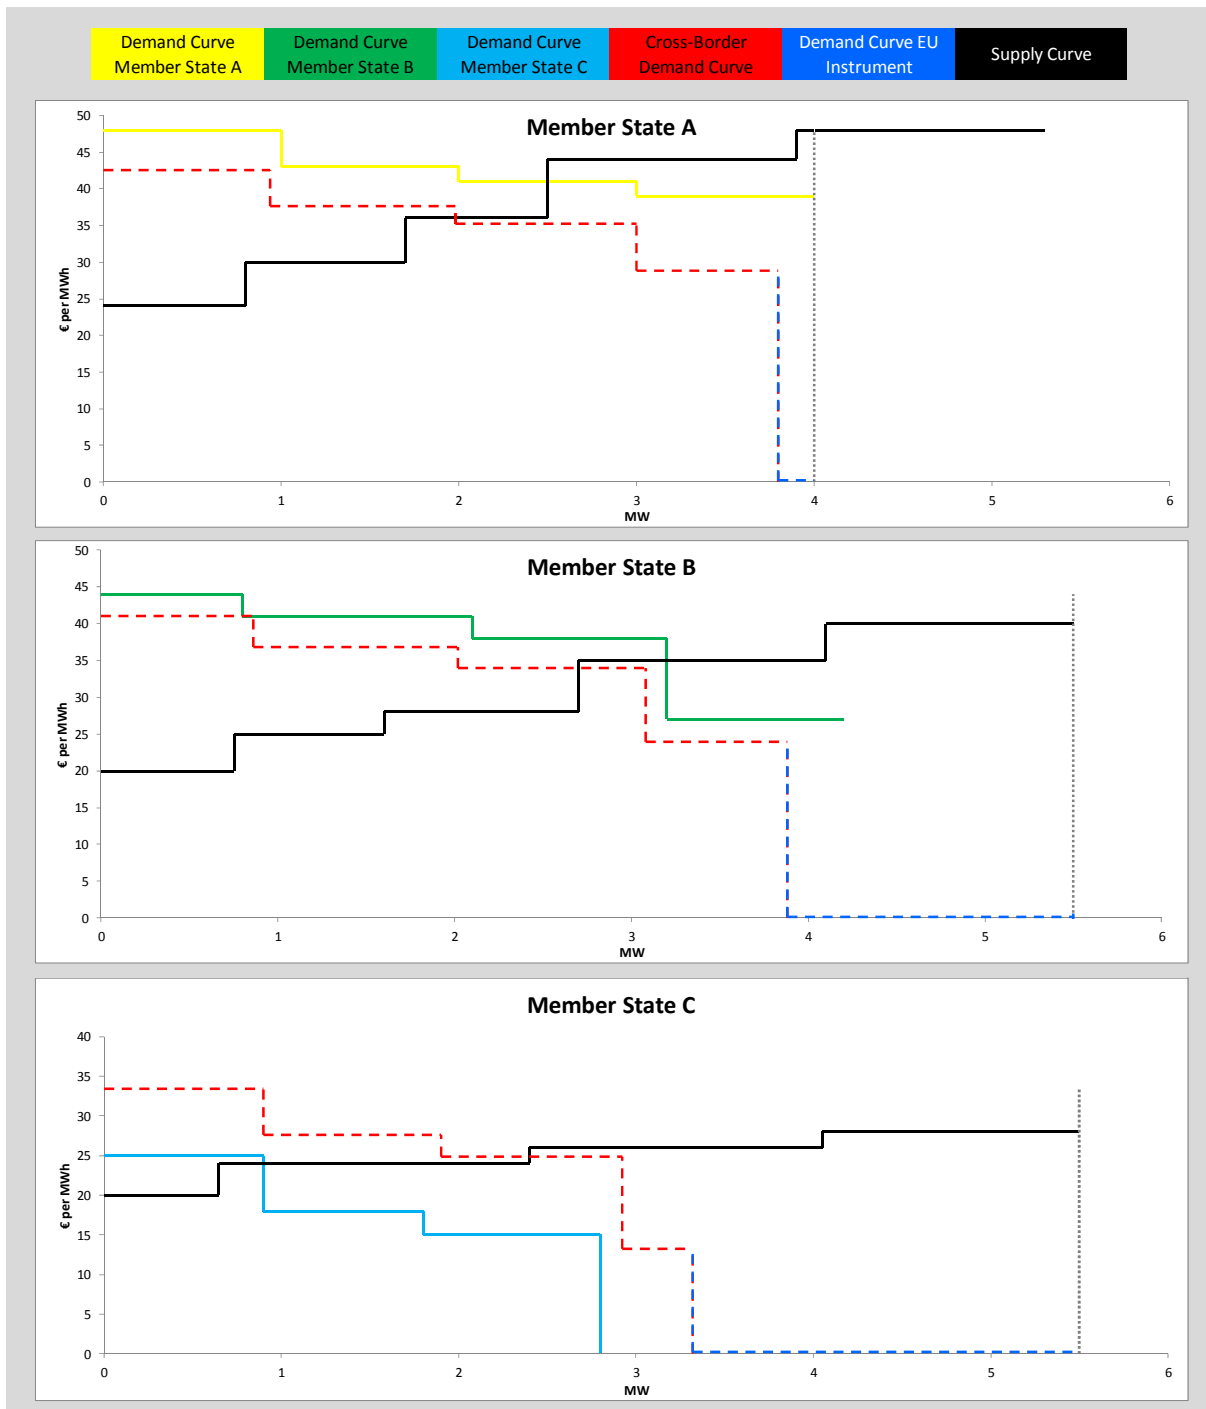 Demand Curve
Member State A
Demand Curve
Member State B
Demand Curve
Member State C
Cross-Border
Demand Curve
Demand Curve EU
Instrument
Supply Curve
Member State A
50
45
40
35
30
25
20
15
10
5
0
€ per MWh
0 1 2 3 4 5 6
MW
Member State B
50
45
40
35
30
25
20
15
10
5
0
€ per MWh
0 1 2 3 4 5 6
MW
Member State C
40
35
30
25
20
15
10
5
0
€ per MWh
0 1 2 3 4 5 6
MW